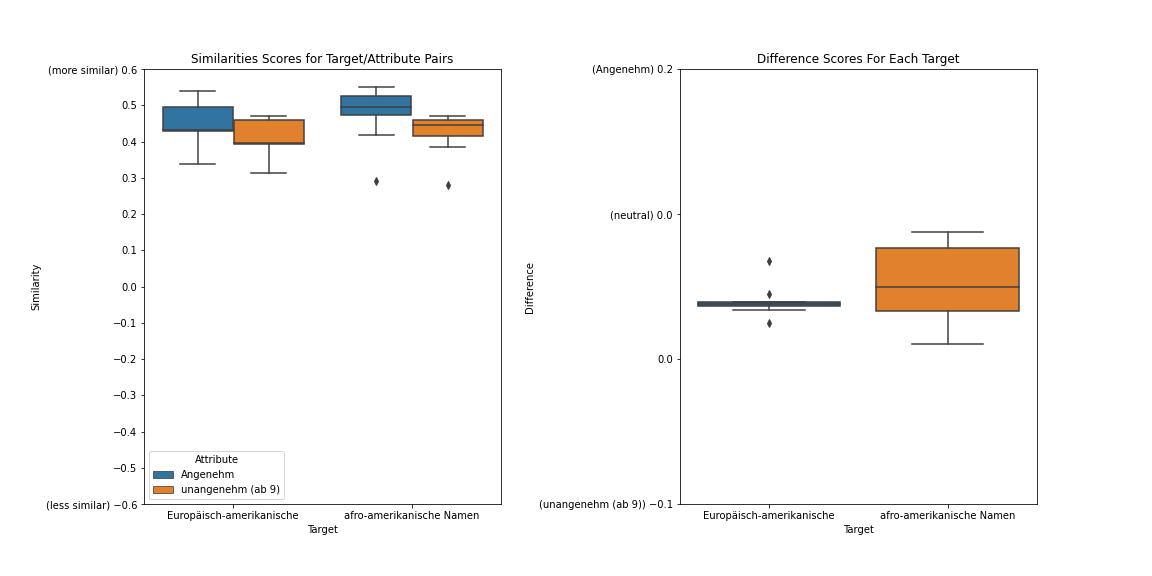 Similarities Scores for Target/Attribute Pairs
(more similar) 0.6
0.5
0.4
0.3
0.2
0.1
0.0
−0.1
−0.2
−0.3
−0.4
−0.5
(less similar) −0.6
Similarity
Attribute
Angenehm
unangenehm (ab 9)
Europäisch-amerikanische
afro-amerikanische Namen
Target
Difference Scores For Each Target
(Angenehm) 0.2
(neutral) 0.0
0.0
(unangenehm (ab 9)) −0.1
Difference
Europäisch-amerikanische
afro-amerikanische Namen
Target